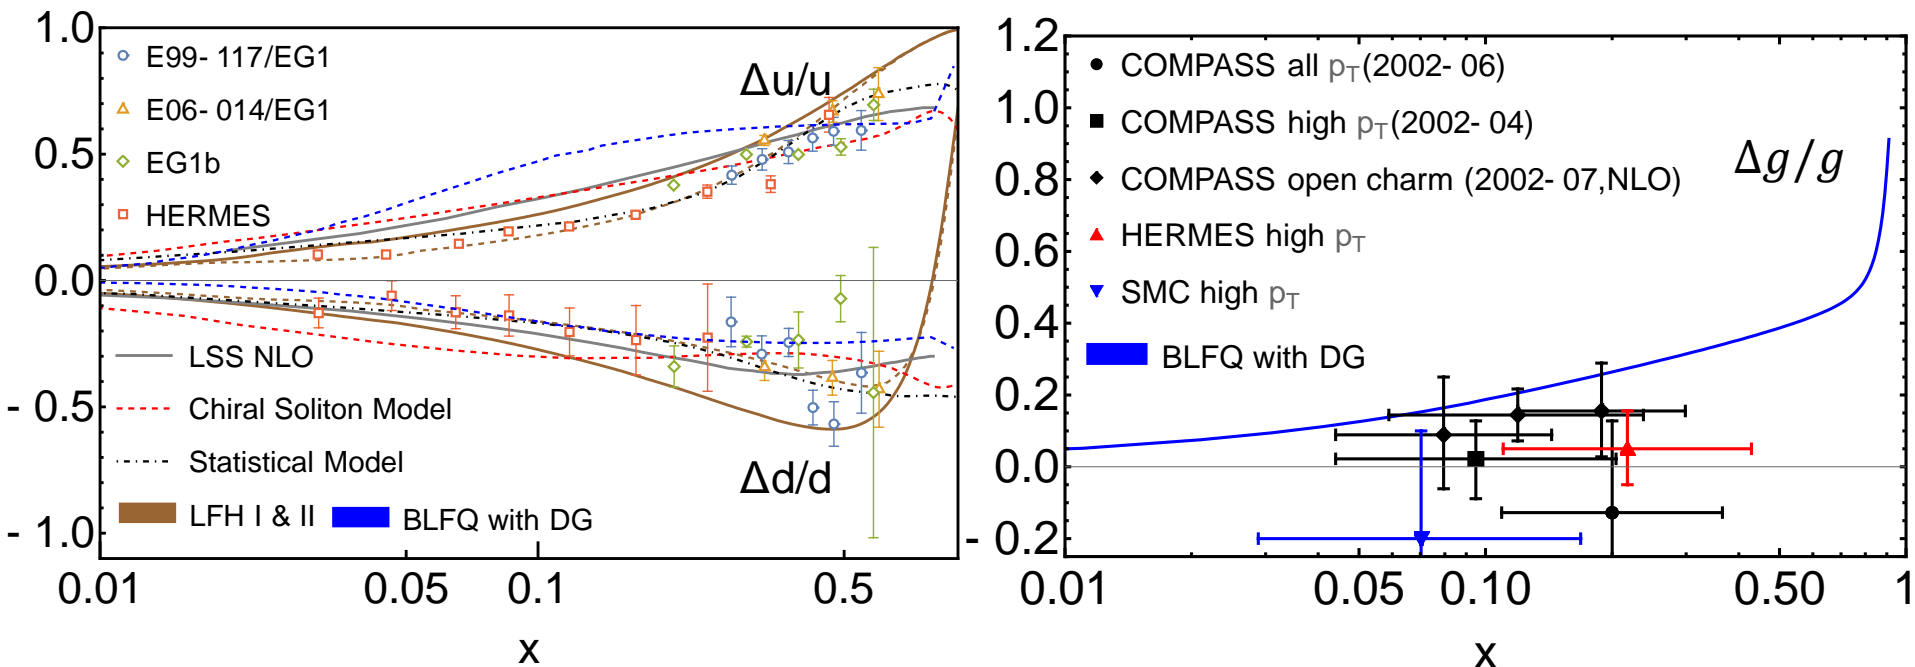 1.0
0.5
0.0
- 0.5
- 1.0
E99- 117/EG1
E06- 014/EG1
EG1b
HERMES
Δu/u
LSS NLO
Chiral Soliton Model
Statistical Model
LFH I & II
BLFQ with DG
Δd/d
0.01
0.05
0.1
0.5
x
1.2
1.0
0.8
0.6
0.4
0.2
0.0
- 0.2
COMPASS all pT(2002- 06)
COMPASS high pT(2002- 04)
COMPASS open charm (2002- 07,NLO)
HERMES high pT
SMC high pT
BLFQ with DG
Δg/g
0.01
0.05
0.10
0.50
1
x